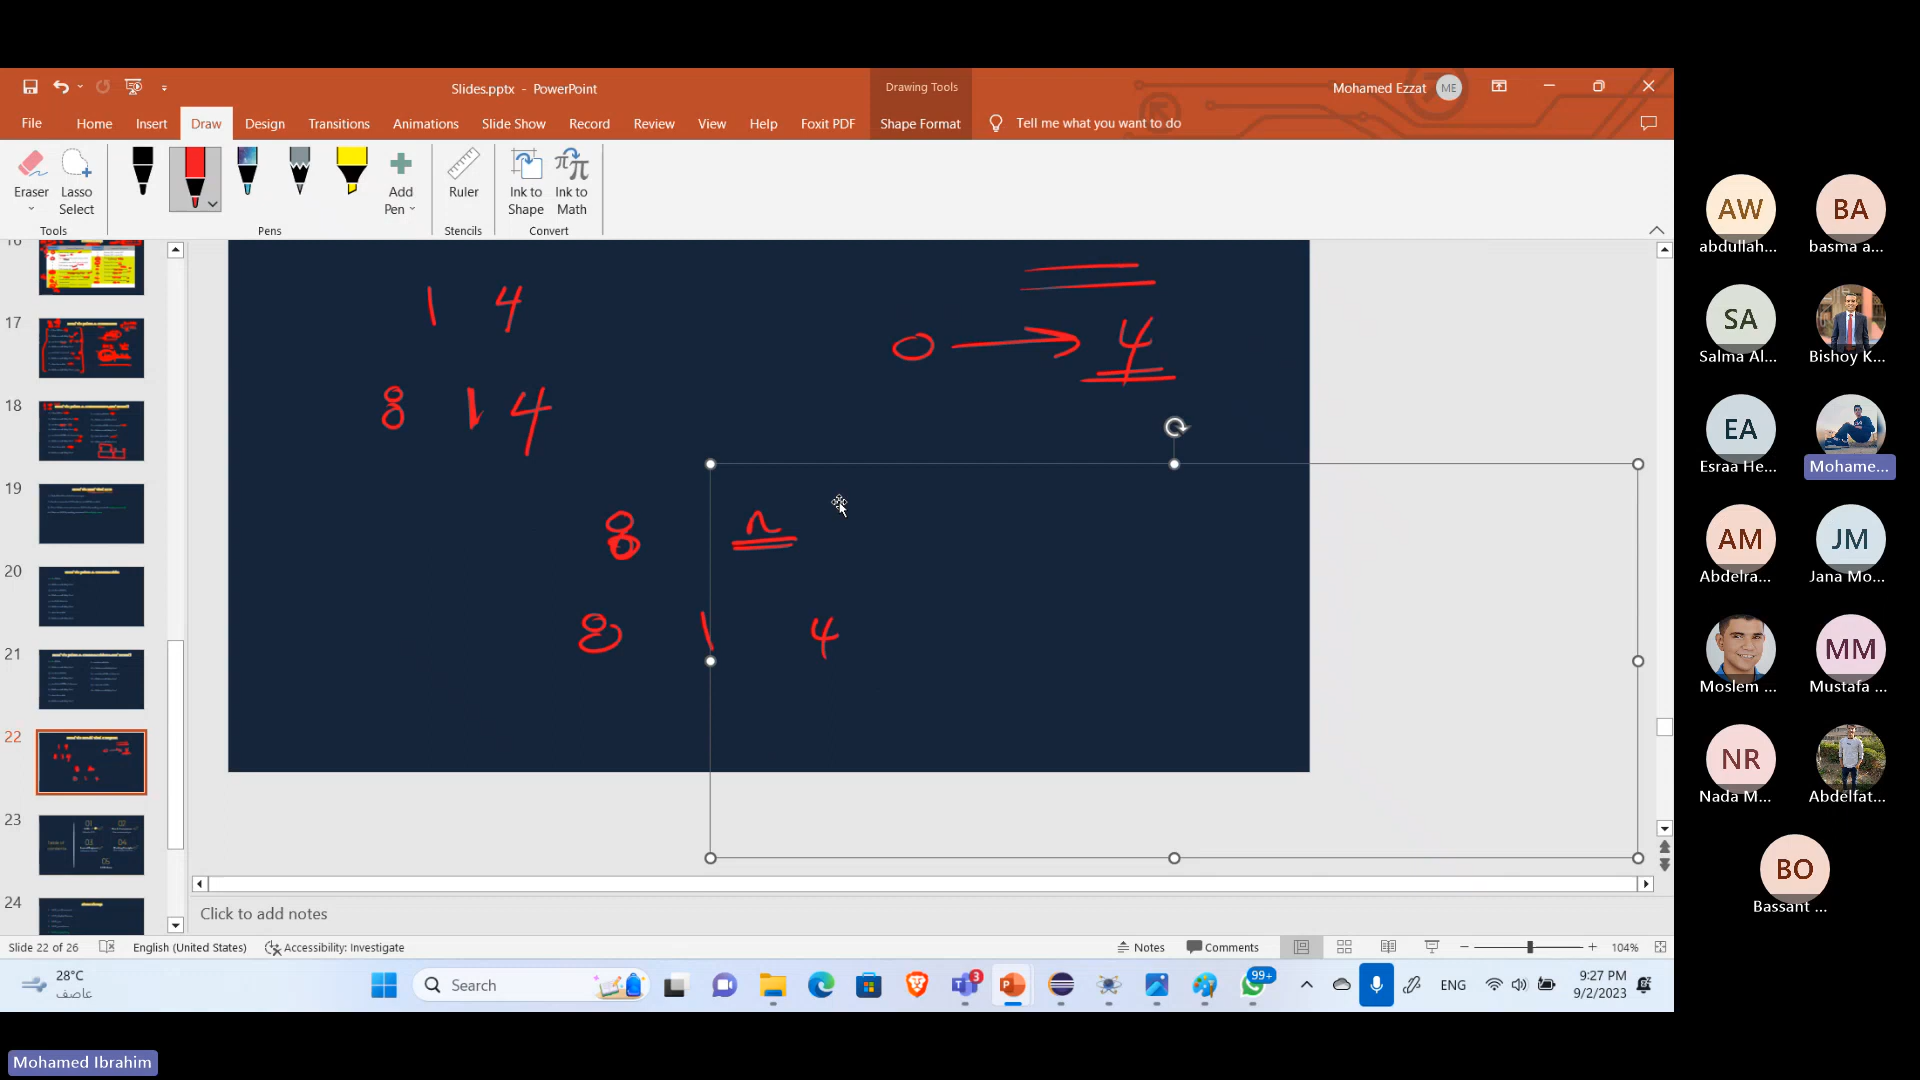 Slides.pptx - PowerPoint
Drawing Tools
Mohamed Ezzat ME
File Home Insert Draw Design Transitions Animations Slide Show Record Review View Help Foxit PDF Shape Format Tell me what you want to do
Eraser
Lasso Select
Add Pen
Ruler
Ink to Shape
Ink to Math
Tools
Pens
Stencils
Convert
16
17
18
19
20
21
22
23
24
1 4
0 → 4
8 1 4
8 n
8 1 4
Click to add notes
Slide 22 of 26
English (United States)
Accessibility: Investigate
Notes
Comments
104%
28°C
عاصف
Search
3
99+
ENG
9:27 PM
9/2/2023
AW
abdullah...
BA
basma a...
SA
Salma Al...
Bishoy K...
EA
Esraa He...
Mohame...
AM
Abdelra...
JM
Jana Mo...
Moslem ...
MM
Mustafa ...
NR
Nada M...
Abdelfat...
BO
Bassant ...
Mohamed Ibrahim